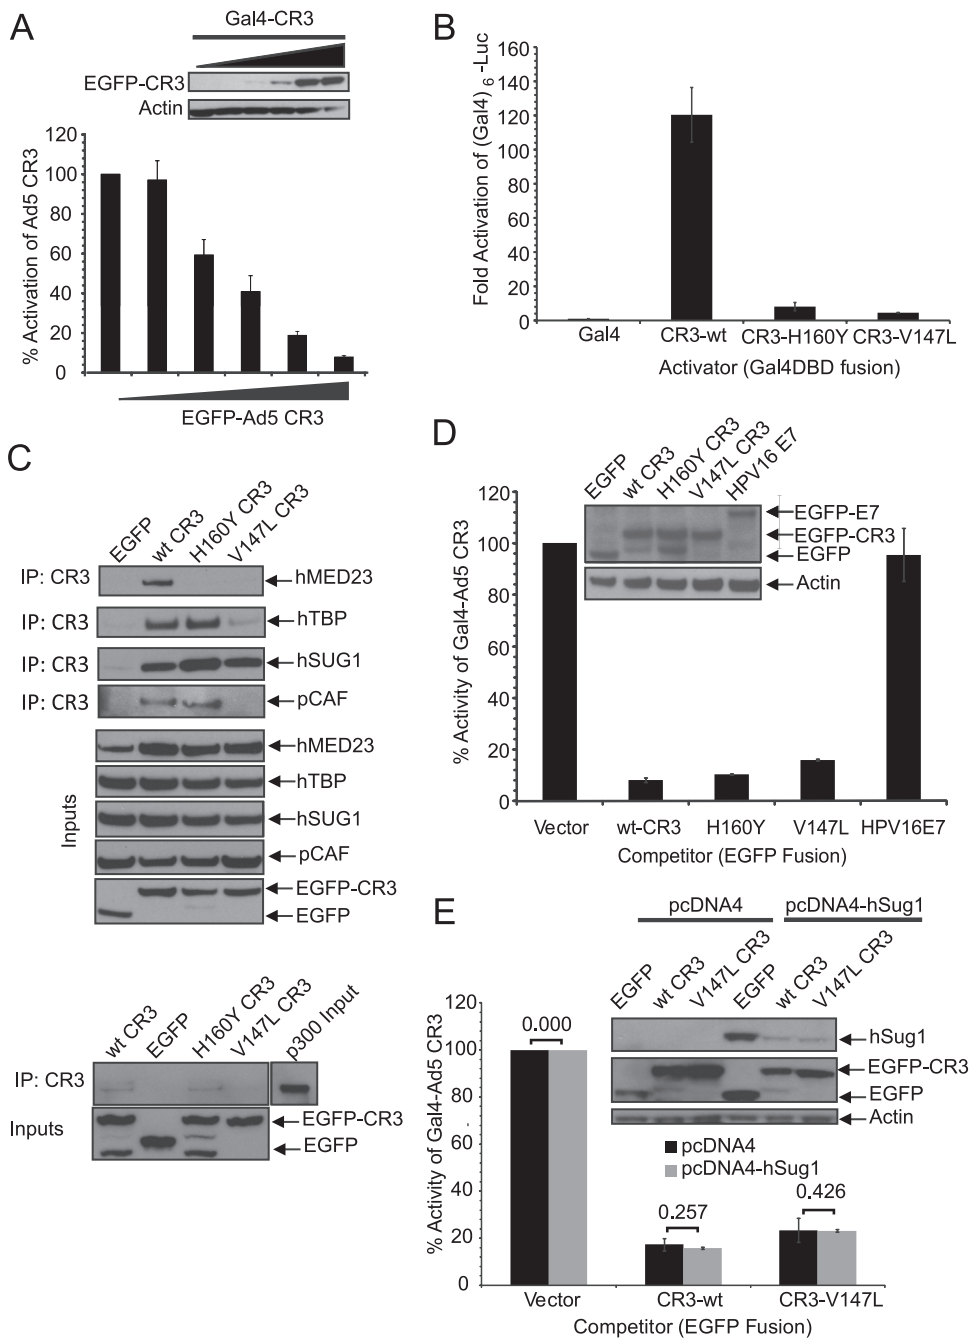 A
Gal4-CR3
EGFP-CR3
Actin
% Activation of Ad5 CR3
120
100
80
60
40
20
0
EGFP-Ad5 CR3
B
Fold Activation of (Gal4)6-Luc
160
140
120
100
80
60
40
20
0
Gal4 CR3-wt CR3-H160Y CR3-V147L
Activator (Gal4DBD fusion)
C
EGFP wt CR3 H160Y CR3 V147L CR3
IP: CR3 hMED23
IP: CR3 hTBP
IP: CR3 hSUG1
IP: CR3 pCAF
Inputs
hMED23
hTBP
hSUG1
pCAF
EGFP-CR3
EGFP
wt CR3 EGFP H160Y CR3 V147L CR3 p300 Input
IP: CR3
Inputs
EGFP-CR3
EGFP
D
% Activity of Gal4-Ad5 CR3
120
100
80
60
40
20
0
EGFP wt CR3 H160Y CR3 V147L CR3 HPV16 E7
EGFP-E7
EGFP-CR3
EGFP
Actin
Vector wt-CR3 H160Y V147L HPV16E7
Competitor (EGFP Fusion)
E
pcDNA4 pcDNA4-hSug1
EGFP wt CR3 V147L CR3 EGFP wt CR3 V147L CR3
hSug1
EGFP-CR3
EGFP
Actin
% Activity of Gal4-Ad5 CR3
120
100
80
60
40
20
0
0.000
pcDNA4
pcDNA4-hSug1
0.257
0.426
Vector CR3-wt CR3-V147L
Competitor (EGFP Fusion)